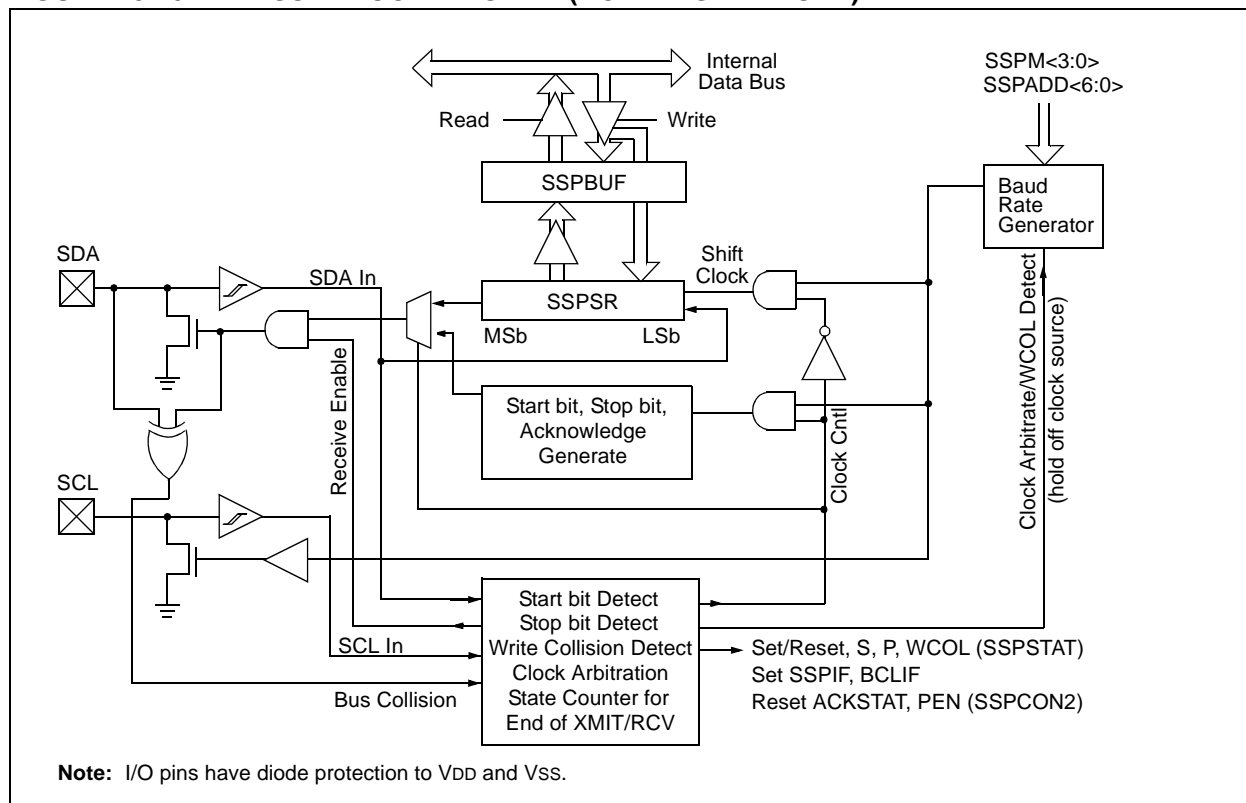 Internal
Data Bus
Read
Write
SSPM<3:0>
SSPADD<6:0>
SSPBUF
Baud
Rate
Generator
SDA
SDA In
Shift
Clock
SSPSR
MSb
LSb
Start bit, Stop bit,
Acknowledge
Generate
Receive Enable
Clock Cntl
Clock Arbitrate/WCOL Detect
(hold off clock source)
SCL
SCL In
Bus Collision
Start bit Detect
Stop bit Detect
Write Collision Detect
Clock Arbitration
State Counter for
End of XMIT/RCV
Set/Reset, S, P, WCOL (SSPSTAT)
Set SSPIF, BCLIF
Reset ACKSTAT, PEN (SSPCON2)
Note: I/O pins have diode protection to VDD and VSS.